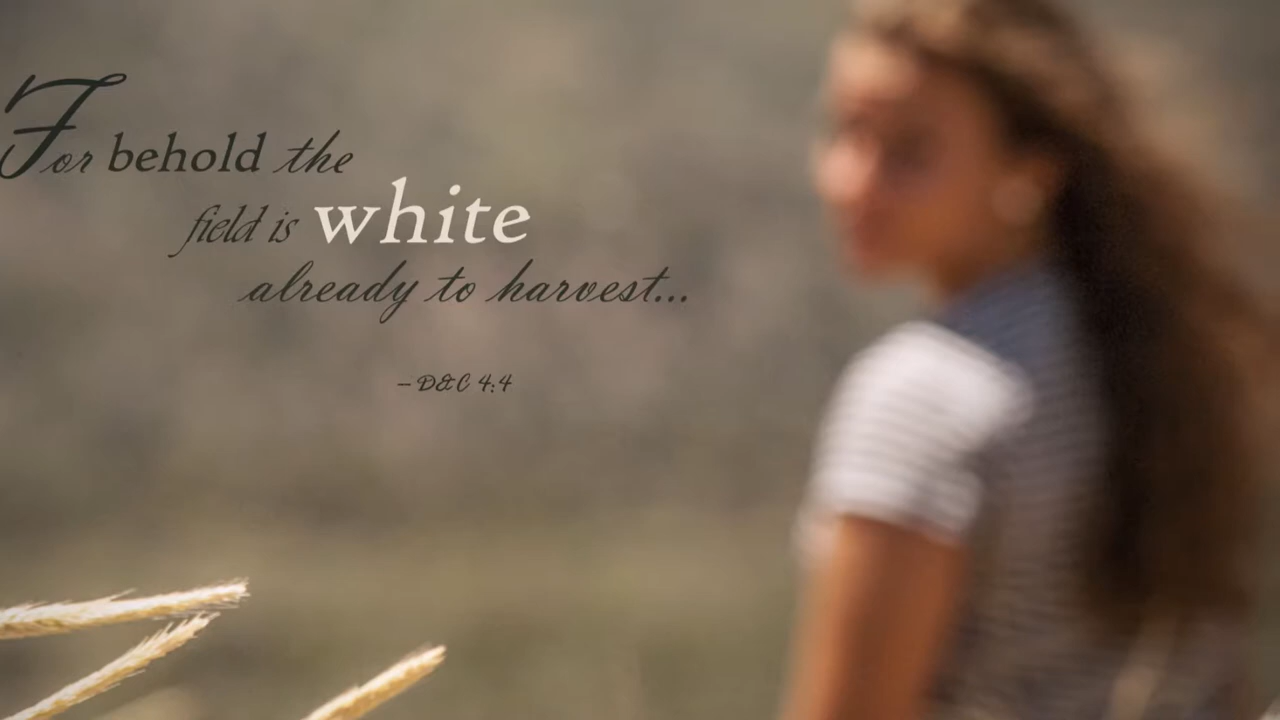 For behold the
field is white
already to harvest...
– D&C 4:4